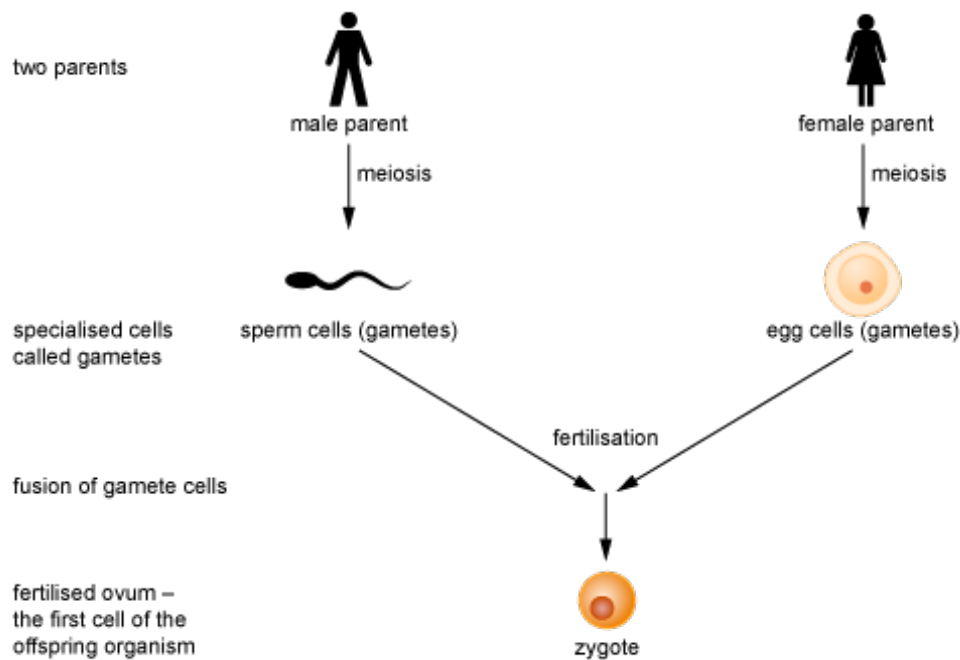 two parents
male parent
female parent
meiosis
meiosis
specialised cells
called gametes
sperm cells (gametes)
egg cells (gametes)
fertilisation
fusion of gamete cells
fertilised ovum –
the first cell of the
offspring organism
zygote